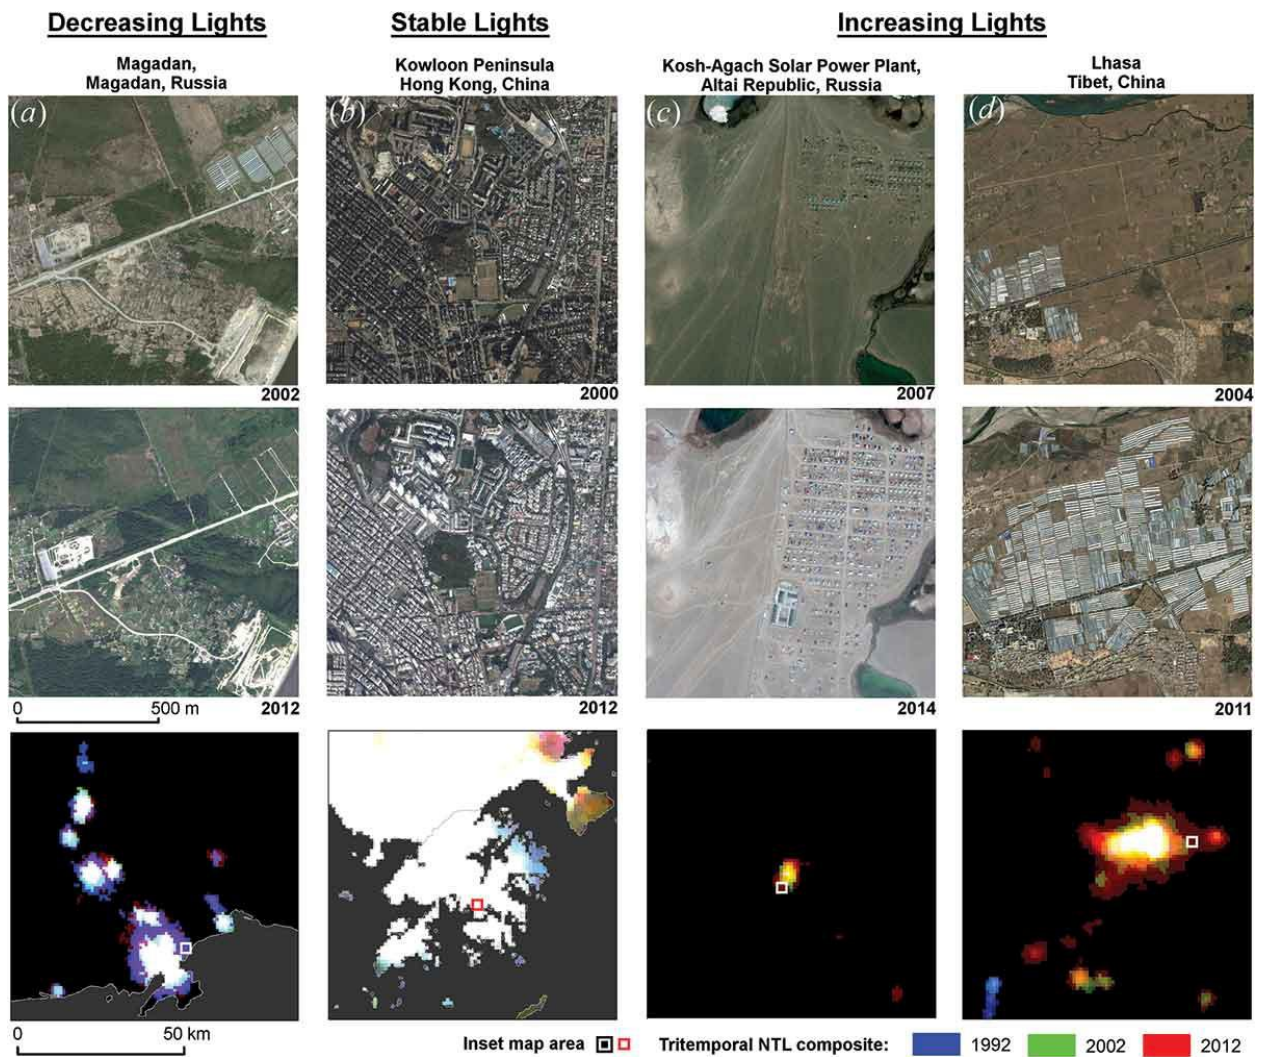 Decreasing Lights
Stable Lights
Increasing Lights
Magadan,
Magadan, Russia
Kowloon Peninsula
Hong Kong, China
Kosh-Agach Solar Power Plant,
Altai Republic, Russia
Lhasa
Tibet, China
(a)
(b)
(c)
(d)
2002
2000
2007
2004
0 500 m
2012
2012
2014
2011
0 50 km
Inset map area
Tritemporal NTL composite: 1992 2002 2012